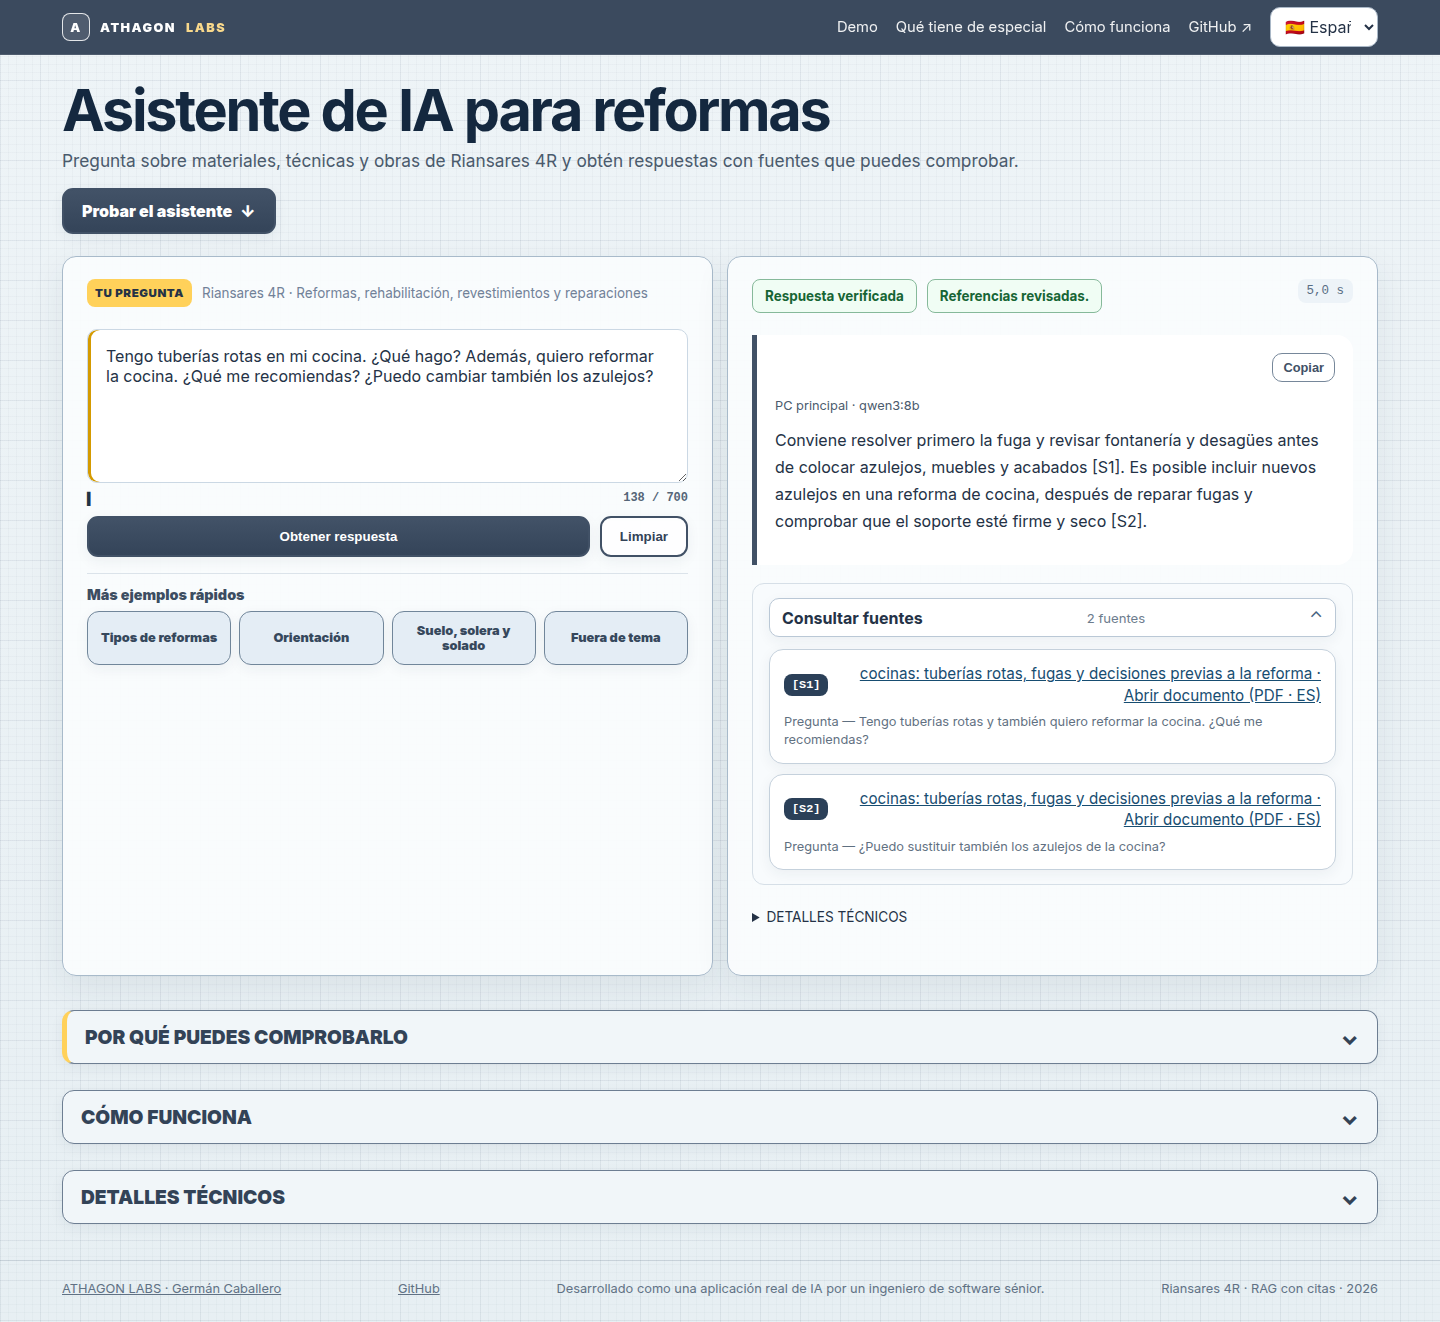 A ATHAGON LABS
Demo
Qué tiene de especial
Cómo funciona
GitHub ↗
🇪🇸 Españ
Asistente de IA para reformas
Pregunta sobre materiales, técnicas y obras de Riansares 4R y obtén respuestas con fuentes que puedes comprobar.
Probar el asistente ↓
TU PREGUNTA
Riansares 4R · Reformas, rehabilitación, revestimientos y reparaciones
Tengo tuberías rotas en mi cocina. ¿Qué hago? Además, quiero reformar
la cocina. ¿Qué me recomiendas? ¿Puedo cambiar también los azulejos?
138 / 700
Obtener respuesta
Limpiar
Más ejemplos rápidos
Tipos de reformas
Orientación
Suelo, solera y
solado
Fuera de tema
Respuesta verificada
Referencias revisadas.
5,0 s
Copiar
PC principal · qwen3:8b
Conviene resolver primero la fuga y revisar fontanería y desagües antes
de colocar azulejos, muebles y acabados [S1]. Es posible incluir nuevos
azulejos en una reforma de cocina, después de reparar fugas y
comprobar que el soporte esté firme y seco [S2].
Consultar fuentes
2 fuentes
[S1]
cocinas: tuberías rotas, fugas y decisiones previas a la reforma ·
Abrir documento (PDF · ES)
Pregunta — Tengo tuberías rotas y también quiero reformar la cocina. ¿Qué me
recomiendas?
[S2]
cocinas: tuberías rotas, fugas y decisiones previas a la reforma ·
Abrir documento (PDF · ES)
Pregunta — ¿Puedo sustituir también los azulejos de la cocina?
▶ DETALLES TÉCNICOS
POR QUÉ PUEDES COMPROBARLO
CÓMO FUNCIONA
DETALLES TÉCNICOS
ATHAGON LABS · Germán Caballero
GitHub
Desarrollado como una aplicación real de IA por un ingeniero de software sénior.
Riansares 4R · RAG con citas · 2026